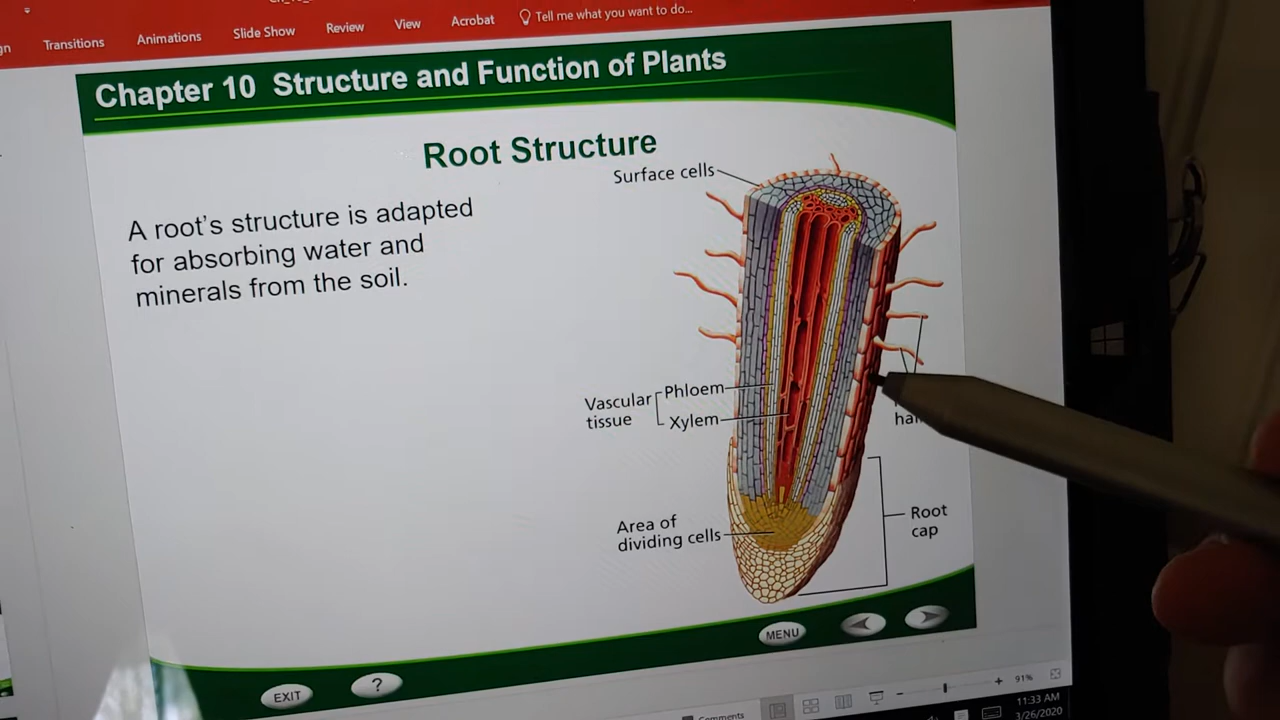 Transitions
Animations
Slide Show
Review
View
Acrobat
Tell me what you want to do...
Chapter 10 Structure and Function of Plants
Root Structure
A root's structure is adapted
for absorbing water and
minerals from the soil.
Surface cells
Vascular
tissue
Phloem
Xylem
Area of
dividing cells
Root
cap
MENU
EXIT
?
Comments
91%
11:33 AM
3/26/2020